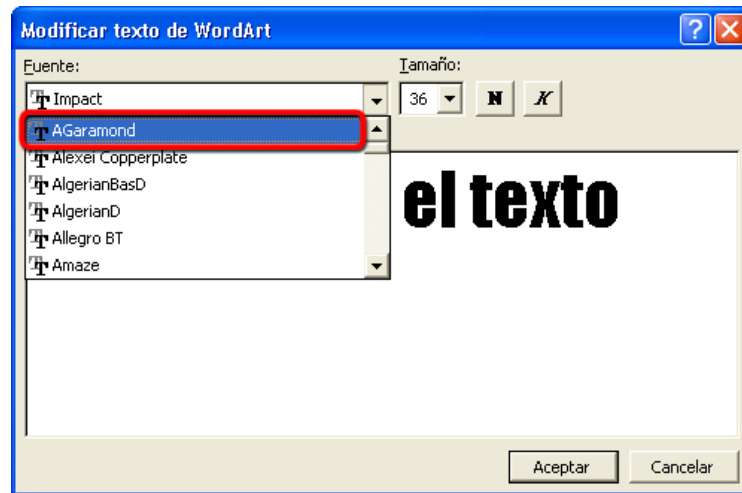 Modificar texto de WordArt
Fuente:
Tamaño:
Impact
36
N
K
AGaramond
Alexei Copperplate
AlgerianBasD
AlgerianD
Allegro BT
Amaze
el texto
Aceptar
Cancelar